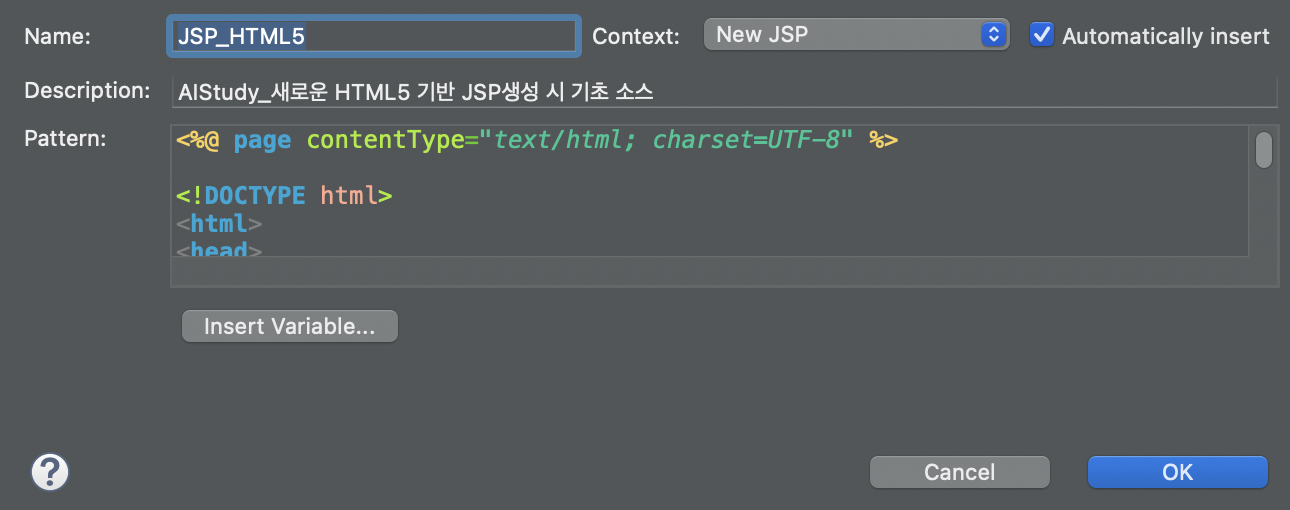 Name: JSP_HTML5 Context: New JSP Automatically insert
Description: AIStudy_새로운 HTML5 기반 JSP생성 시 기초 소스
Pattern: <%@ page contentType="text/html; charset=UTF-8" %>
<!DOCTYPE html>
<html>
<head>
Insert Variable...
?
Cancel OK